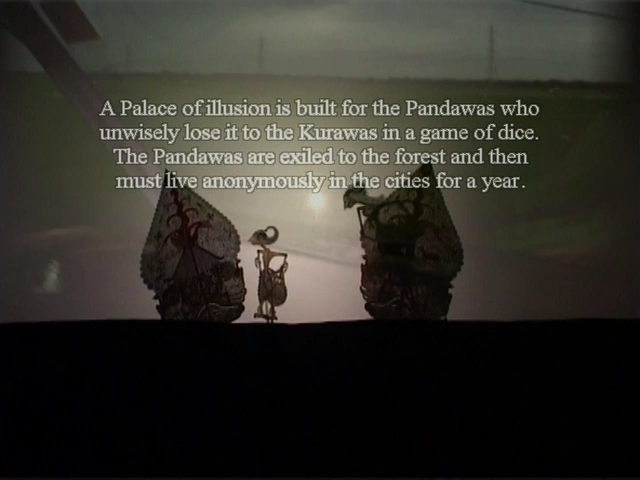 A Palace of illusion is built for the Pandawas who
unwisely lose it to the Kurawas in a game of dice.
The Pandawas are exiled to the forest and then
must live anonymously in the cities for a year.